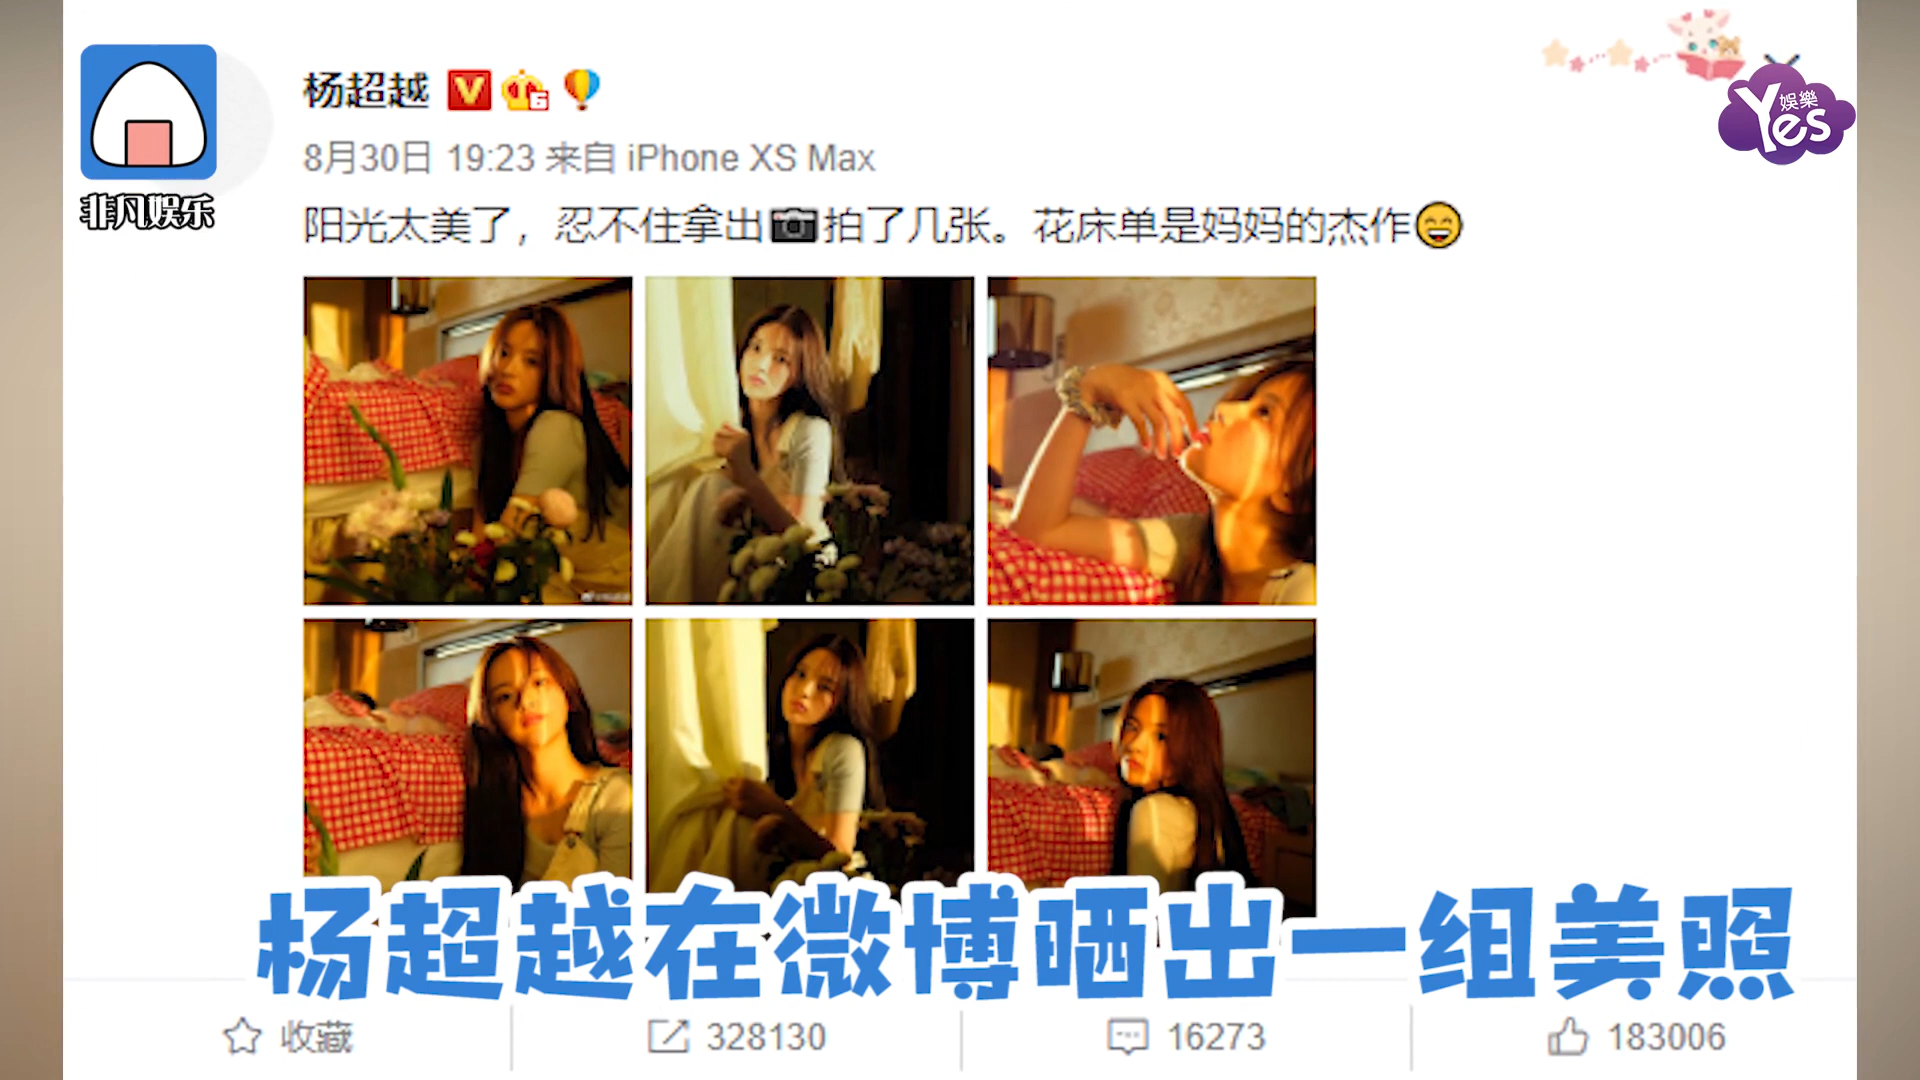 杨超越
8月30日 19:23 来自 iPhone XS Max
非凡娱乐
娛樂
Yes
阳光太美了，忍不住拿出📷拍了几张。花床单是妈妈的杰作😄
杨超越在微博晒出一组美照
收藏
328130
16273
183006